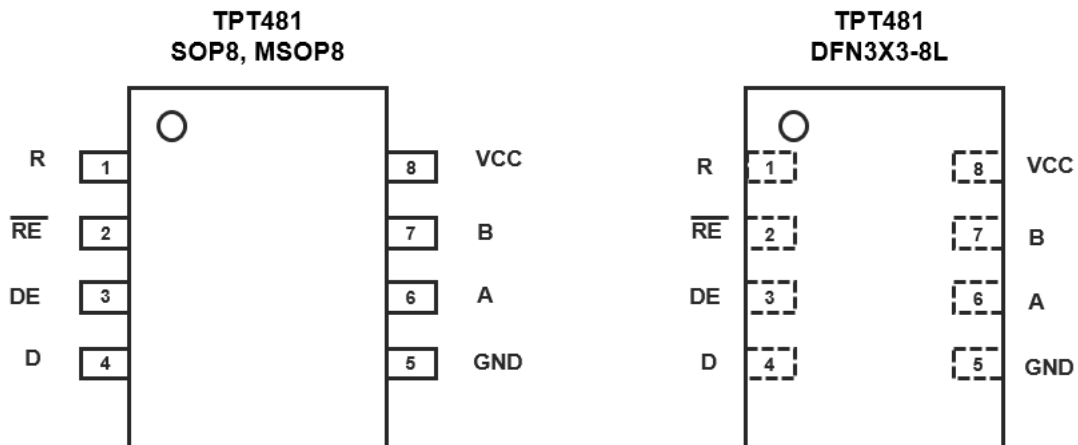 TPT481
SOP8, MSOP8
R 1 8 VCC
RE 2 7 B
DE 3 6 A
D 4 5 GND
TPT481
DFN3X3-8L
R 1 8 VCC
RE 2 7 B
DE 3 6 A
D 4 5 GND